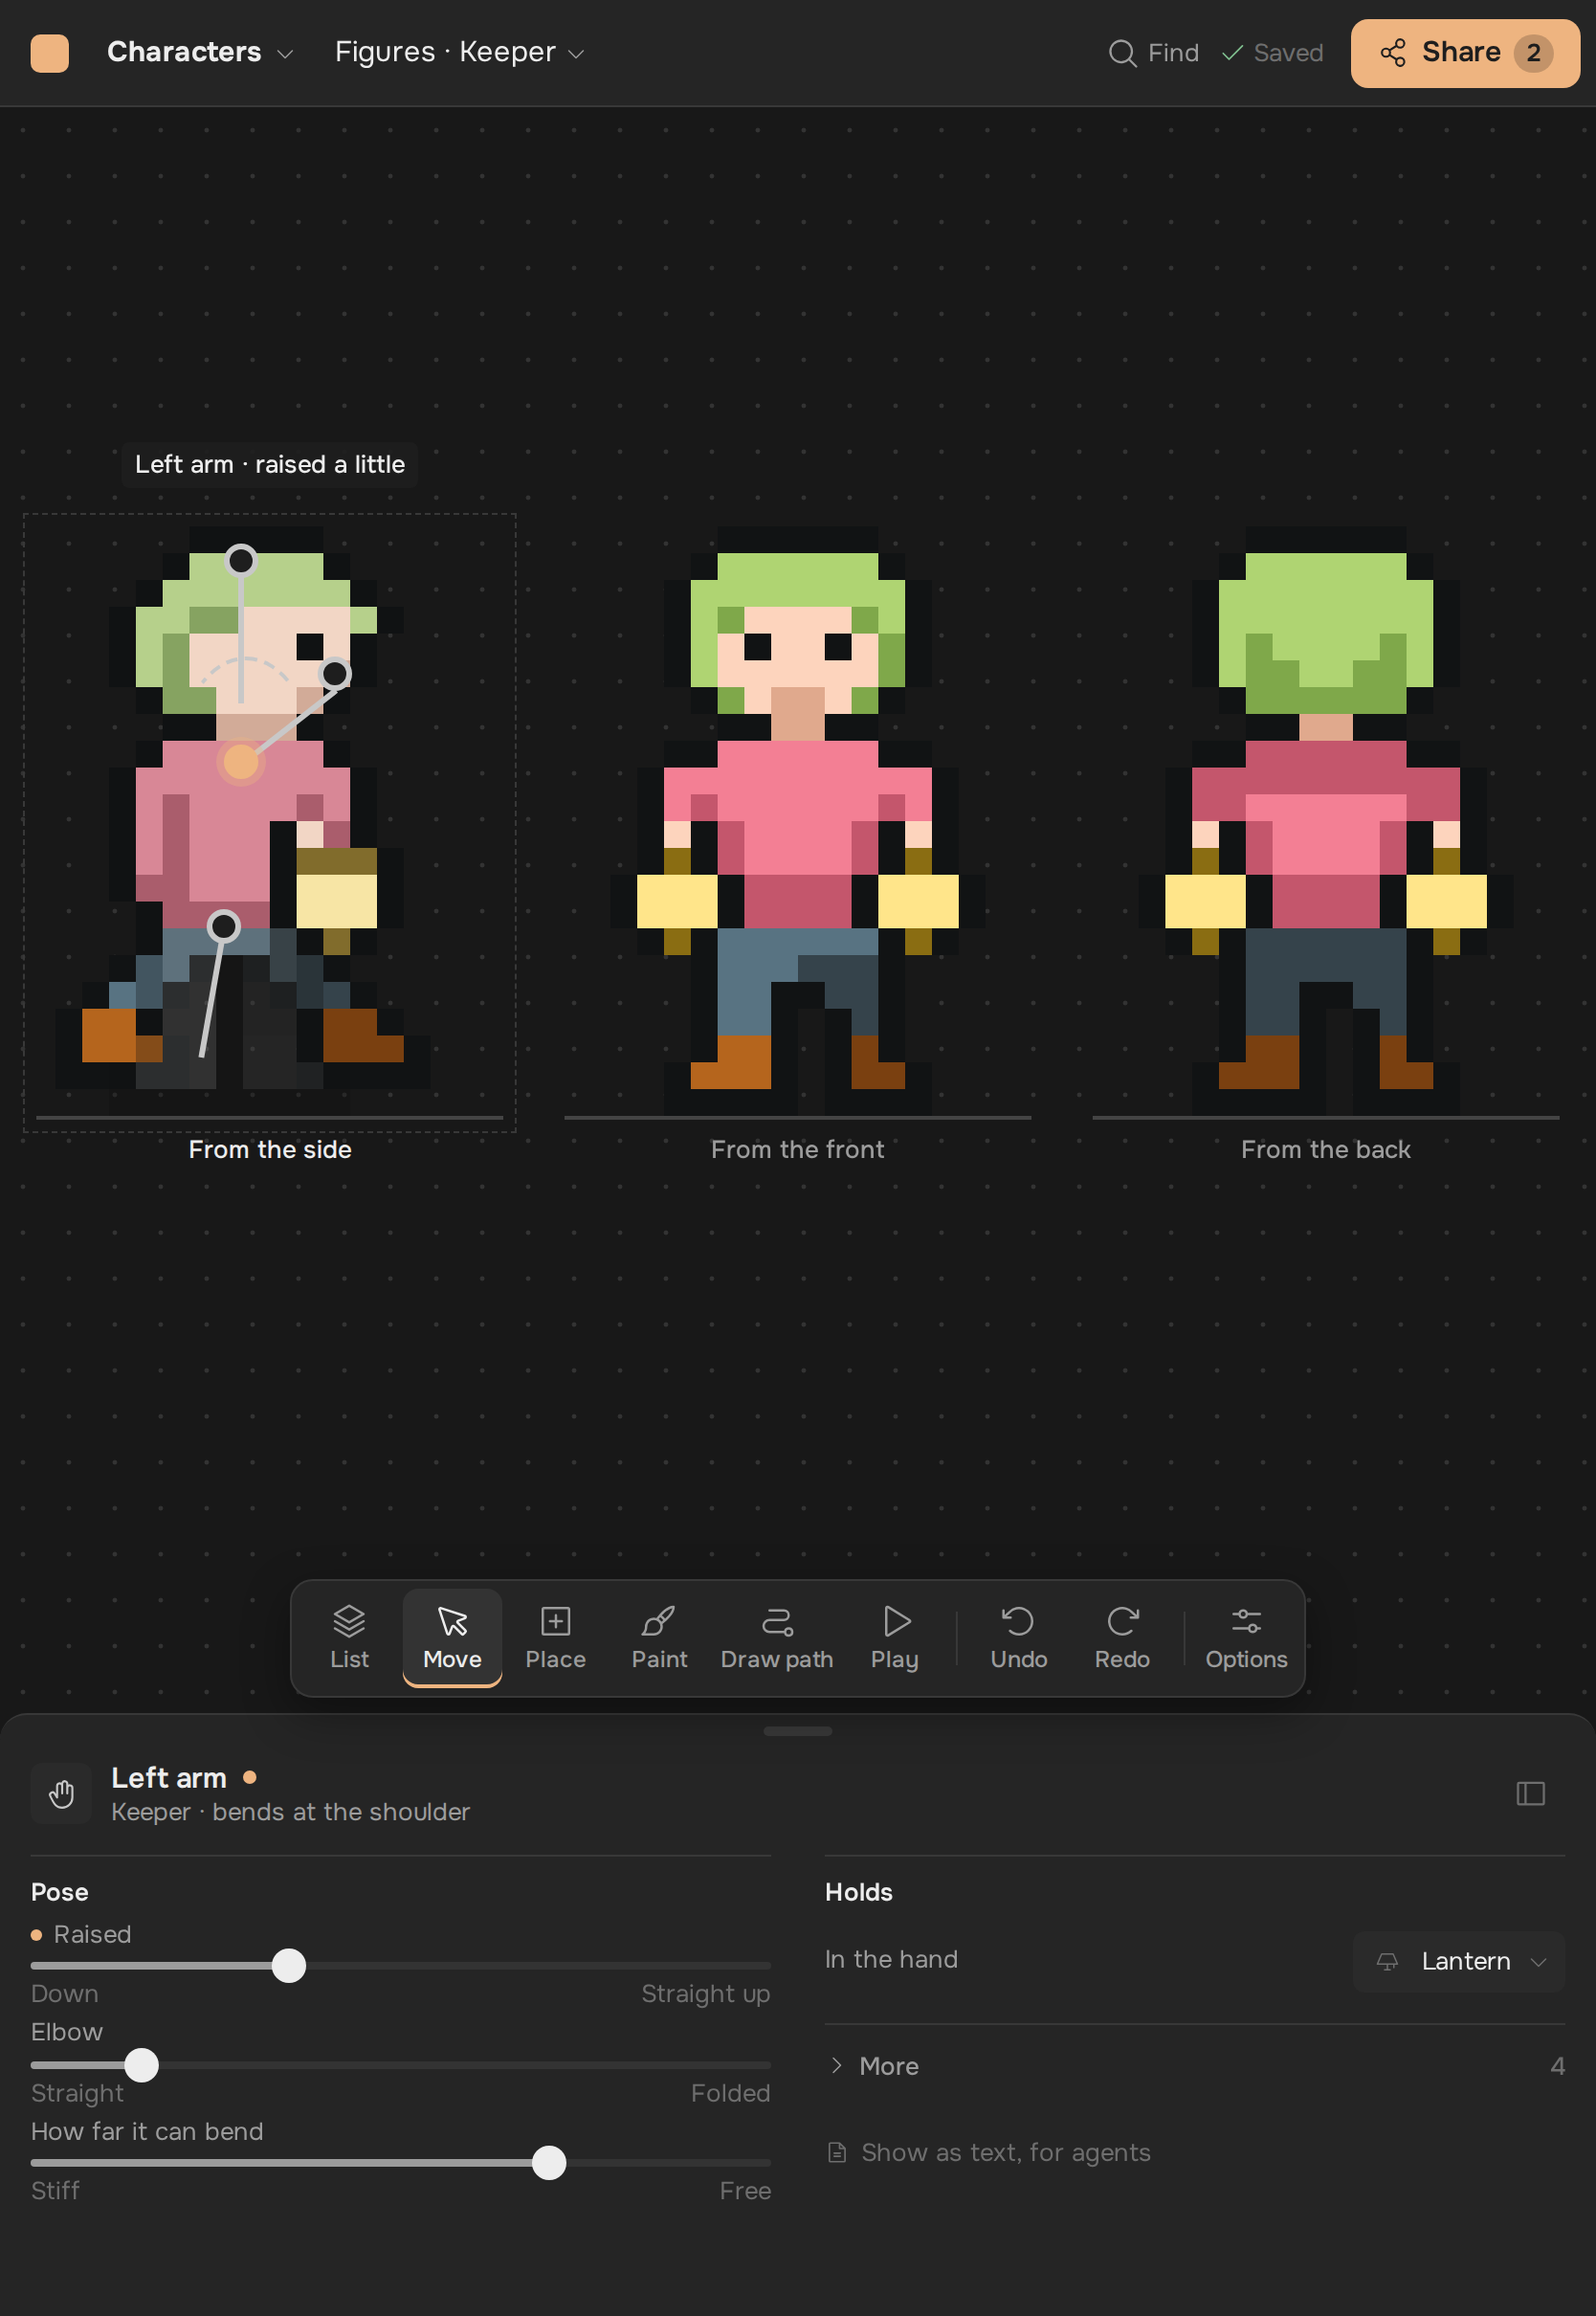 Characters
Figures · Keeper
Find
Saved
Share 2
Left arm · raised a little
From the side
From the front
From the back
List
Move
Place
Paint
Draw path
Play
Undo
Redo
Options
Left arm
Keeper · bends at the shoulder
Pose
Raised
Down
Straight up
Elbow
Straight
Folded
How far it can bend
Stiff
Free
Holds
In the hand
Lantern
More
4
Show as text, for agents